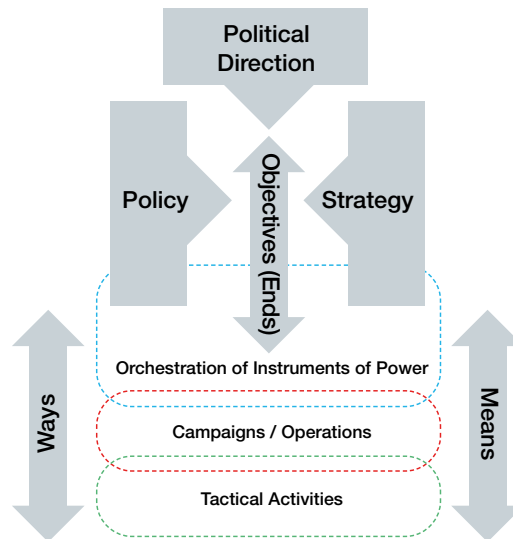 Political
Direction
Policy
Objectives (Ends)
Strategy
Orchestration of Instruments of Power
Ways
Means
Campaigns / Operations
Tactical Activities